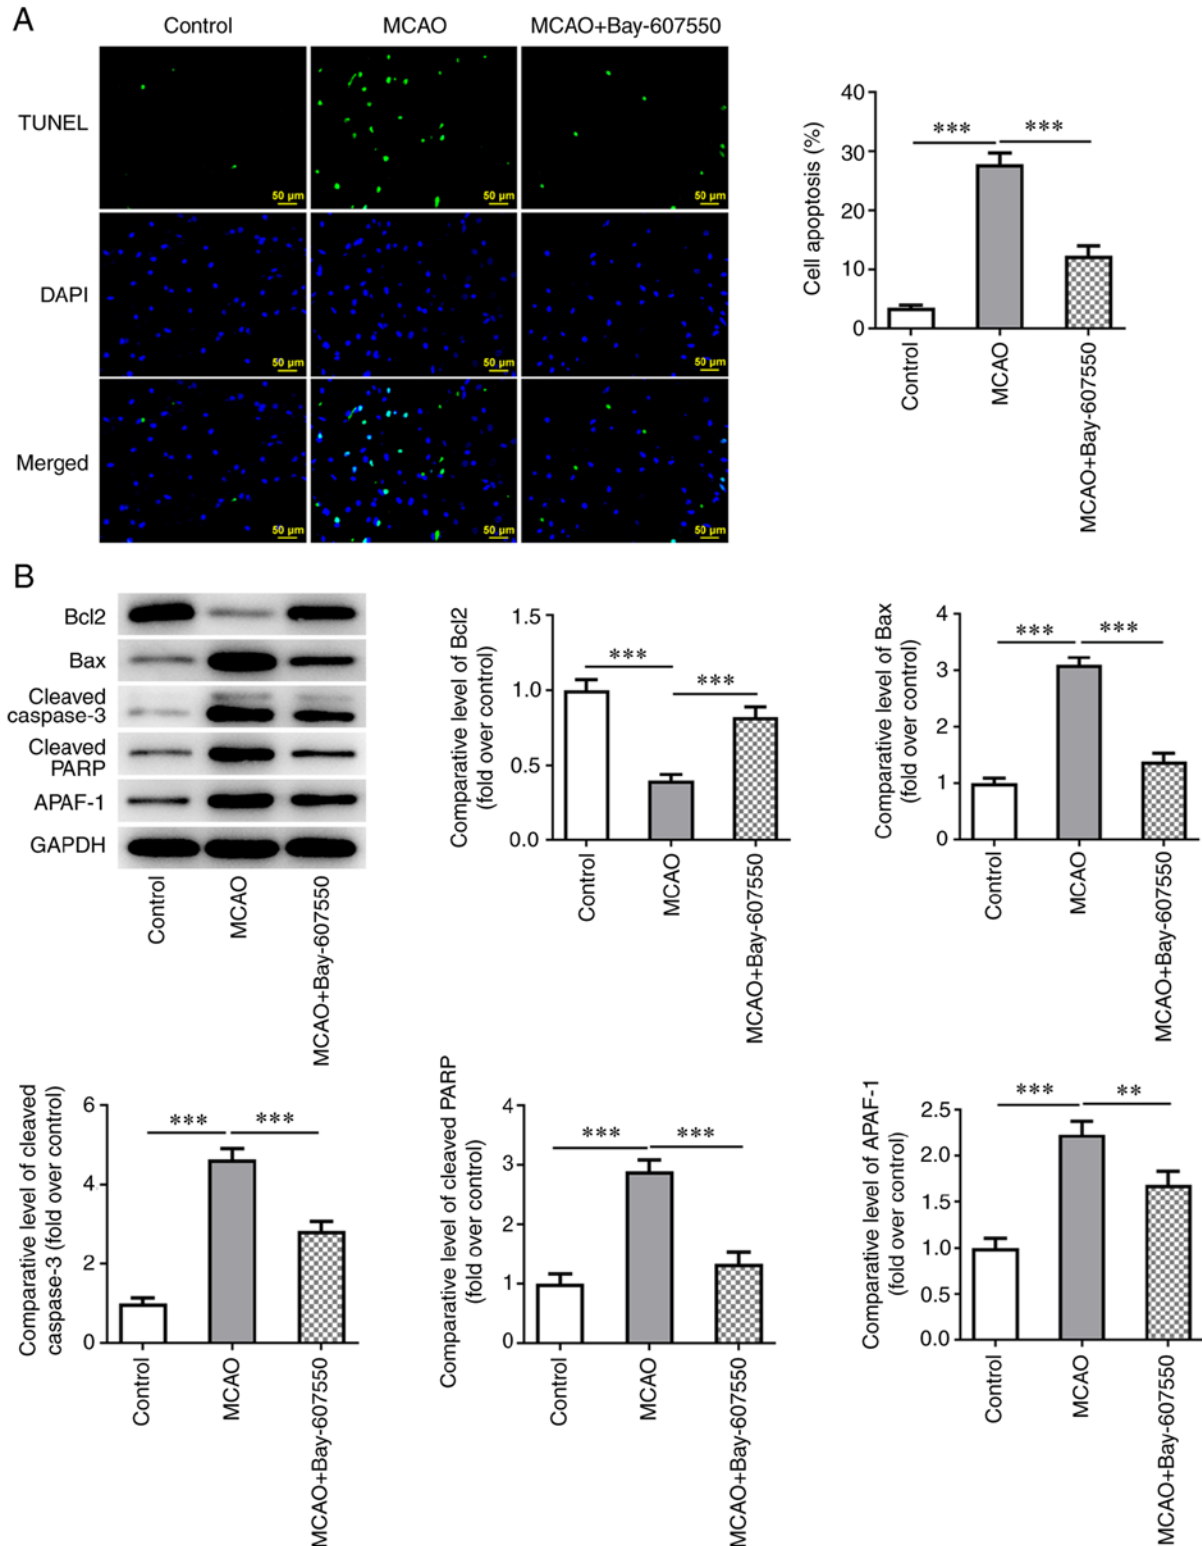 A
Control
MCAO
MCAO+Bay-607550
TUNEL
50 μm
50 μm
50 μm
DAPI
50 μm
50 μm
50 μm
Merged
50 μm
50 μm
50 μm
Cell apoptosis (%)
40
30
20
10
0
***
***
Control
MCAO
MCAO+Bay-607550
B
Bcl2
Bax
Cleaved
caspase-3
Cleaved
PARP
APAF-1
GAPDH
Control
MCAO
MCAO+Bay-607550
Comparative level of Bcl2
(fold over control)
1.5
1.0
0.5
0.0
***
***
Control
MCAO
MCAO+Bay-607550
Comparative level of Bax
(fold over control)
4
3
2
1
0
***
***
Control
MCAO
MCAO+Bay-607550
Comparative level of cleaved
caspase-3 (fold over control)
6
4
2
0
***
***
Control
MCAO
MCAO+Bay-607550
Comparative level of cleaved PARP
(fold over control)
4
3
2
1
0
***
***
Control
MCAO
MCAO+Bay-607550
Comparative level of APAF-1
(fold over control)
2.5
2.0
1.5
1.0
0.5
0.0
***
**
Control
MCAO
MCAO+Bay-607550